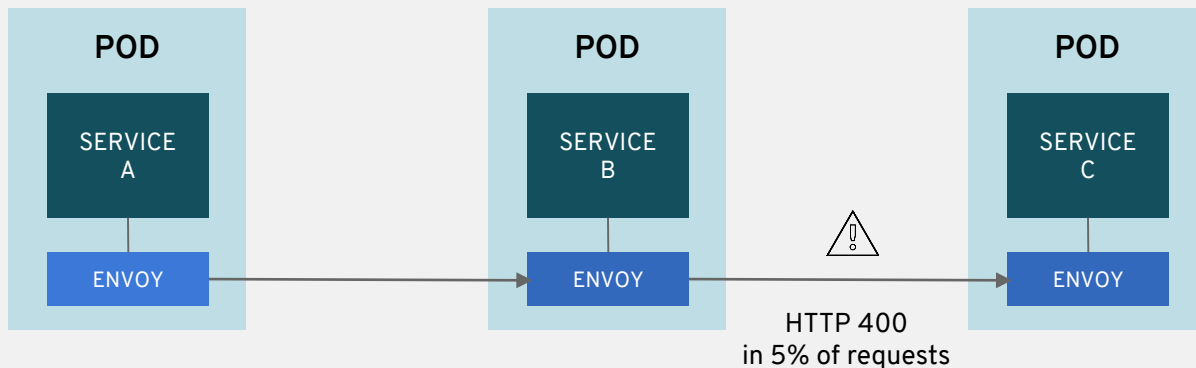 POD
POD
POD
SERVICE
A
SERVICE
B
SERVICE
C
ENVOY
ENVOY
ENVOY
HTTP 400
in 5% of requests